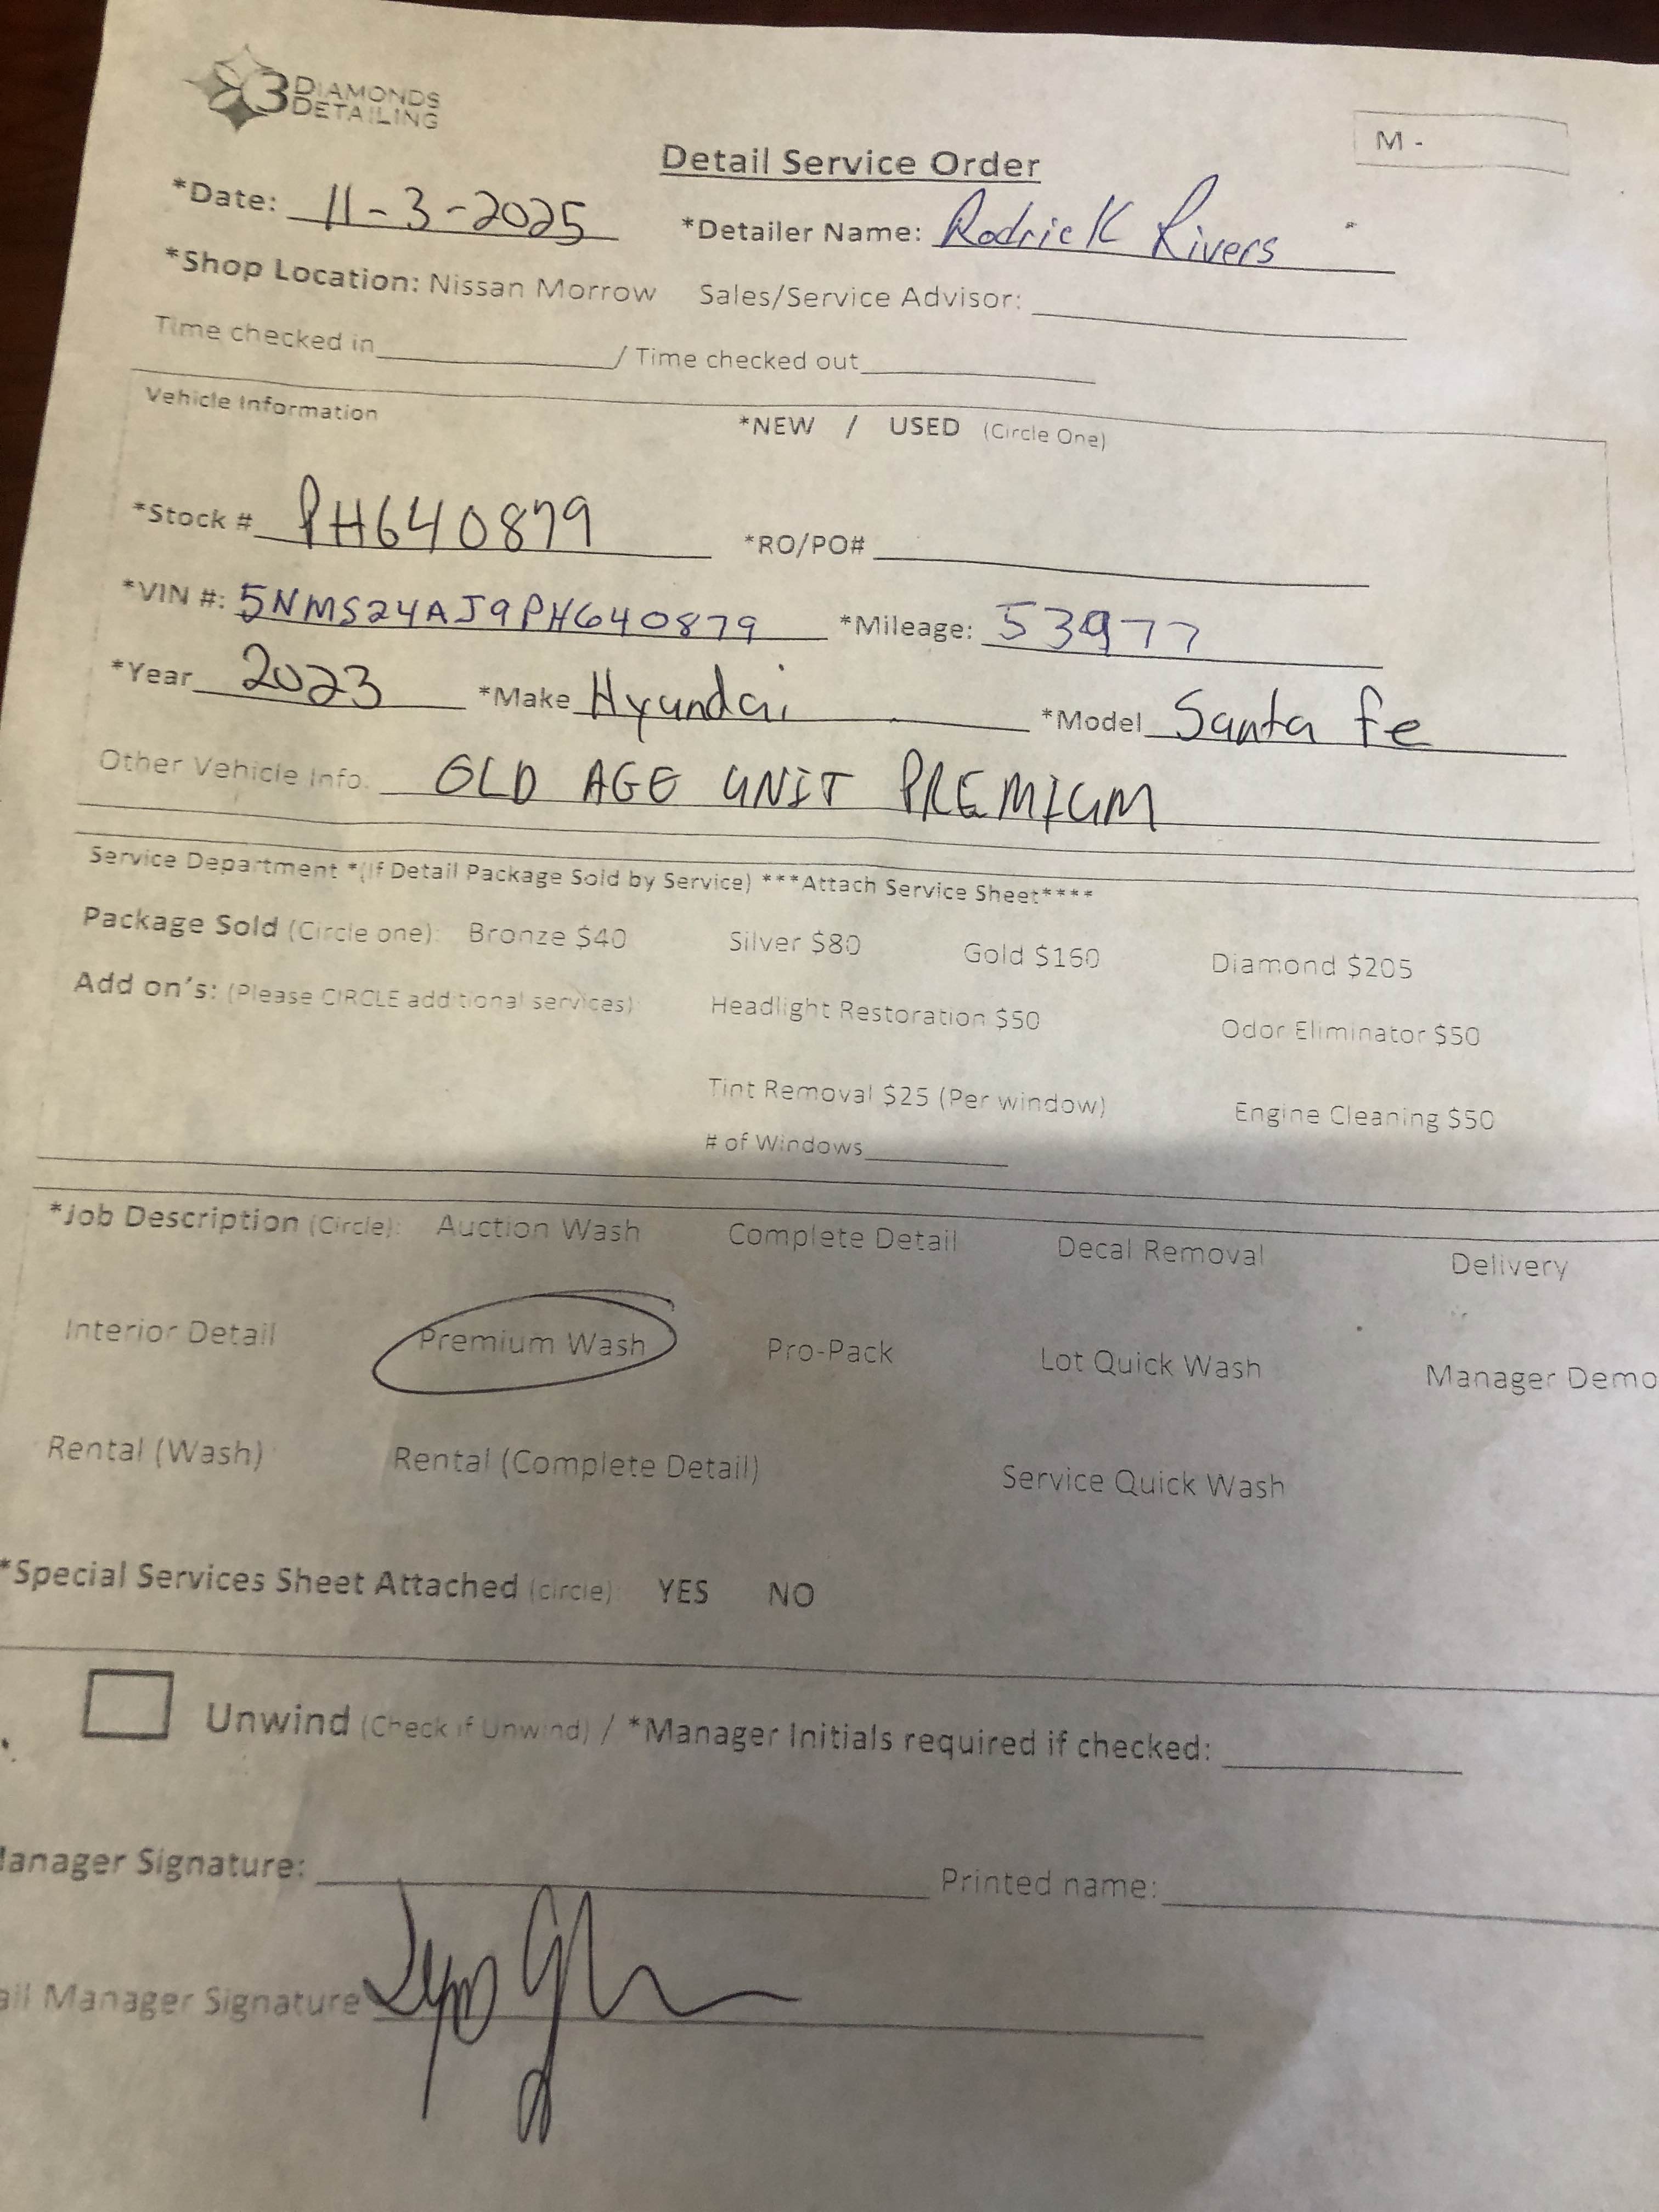 3 DIAMONDS
DETAILING
M -
Detail Service Order
*Date: 11-3-2025 *Detailer Name: Rodrick Rivers
*Shop Location: Nissan Morrow Sales/Service Advisor:
Time checked in / Time checked out
Vehicle Information *NEW / USED (Circle One)
*Stock # PH640879 *RO/PO#
*VIN #: 5NMS24AJ9PH640879 *Mileage: 53977
*Year 2023 *Make Hyundai *Model Santa fe
Other Vehicle Info. OLD AGE UNIT PREMIUM
Service Department *(If Detail Package Sold by Service) ***Attach Service Sheet****
Package Sold (Circle one): Bronze $40 Silver $80 Gold $160 Diamond $205
Add on's: (Please CIRCLE additional services) Headlight Restoration $50 Odor Eliminator $50
Tint Removal $25 (Per window) Engine Cleaning $50
# of Windows
*Job Description (Circle): Auction Wash Complete Detail Decal Removal Delivery
Interior Detail Premium Wash Pro-Pack Lot Quick Wash Manager Demo
Rental (Wash) Rental (Complete Detail) Service Quick Wash
*Special Services Sheet Attached (circle) YES NO
Unwind (Check if Unwind) / *Manager Initials required if checked:
Manager Signature: Printed name:
ail Manager Signature